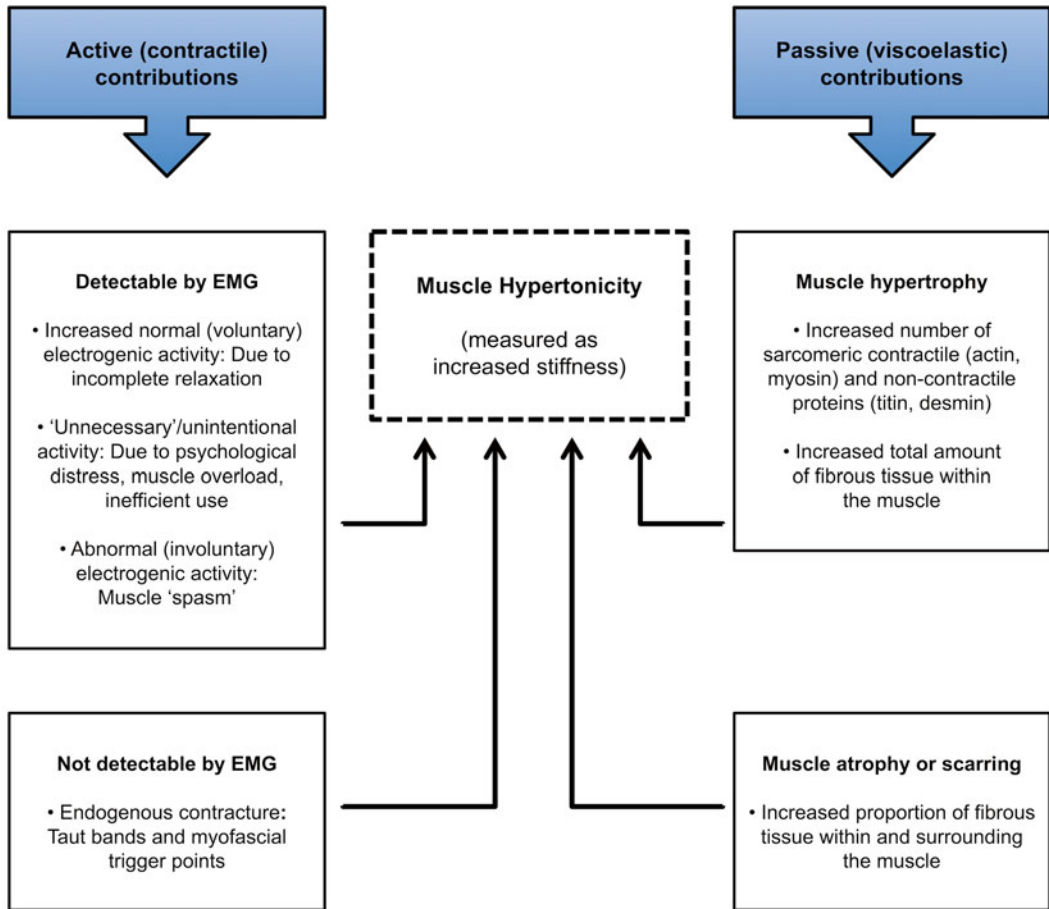 Active (contractile)
contributions
Passive (viscoelastic)
contributions
Detectable by EMG
• Increased normal (voluntary)
electrogenic activity: Due to
incomplete relaxation
• ‘Unnecessary’/unintentional
activity: Due to psychological
distress, muscle overload,
inefficient use
• Abnormal (involuntary)
electrogenic activity:
Muscle ‘spasm’
Muscle Hypertonicity
(measured as
increased stiffness)
Muscle hypertrophy
• Increased number of
sarcomeric contractile (actin,
myosin) and non-contractile
proteins (titin, desmin)
• Increased total amount
of fibrous tissue within
the muscle
Not detectable by EMG
• Endogenous contracture:
Taut bands and myofascial
trigger points
Muscle atrophy or scarring
• Increased proportion of fibrous
tissue within and surrounding
the muscle